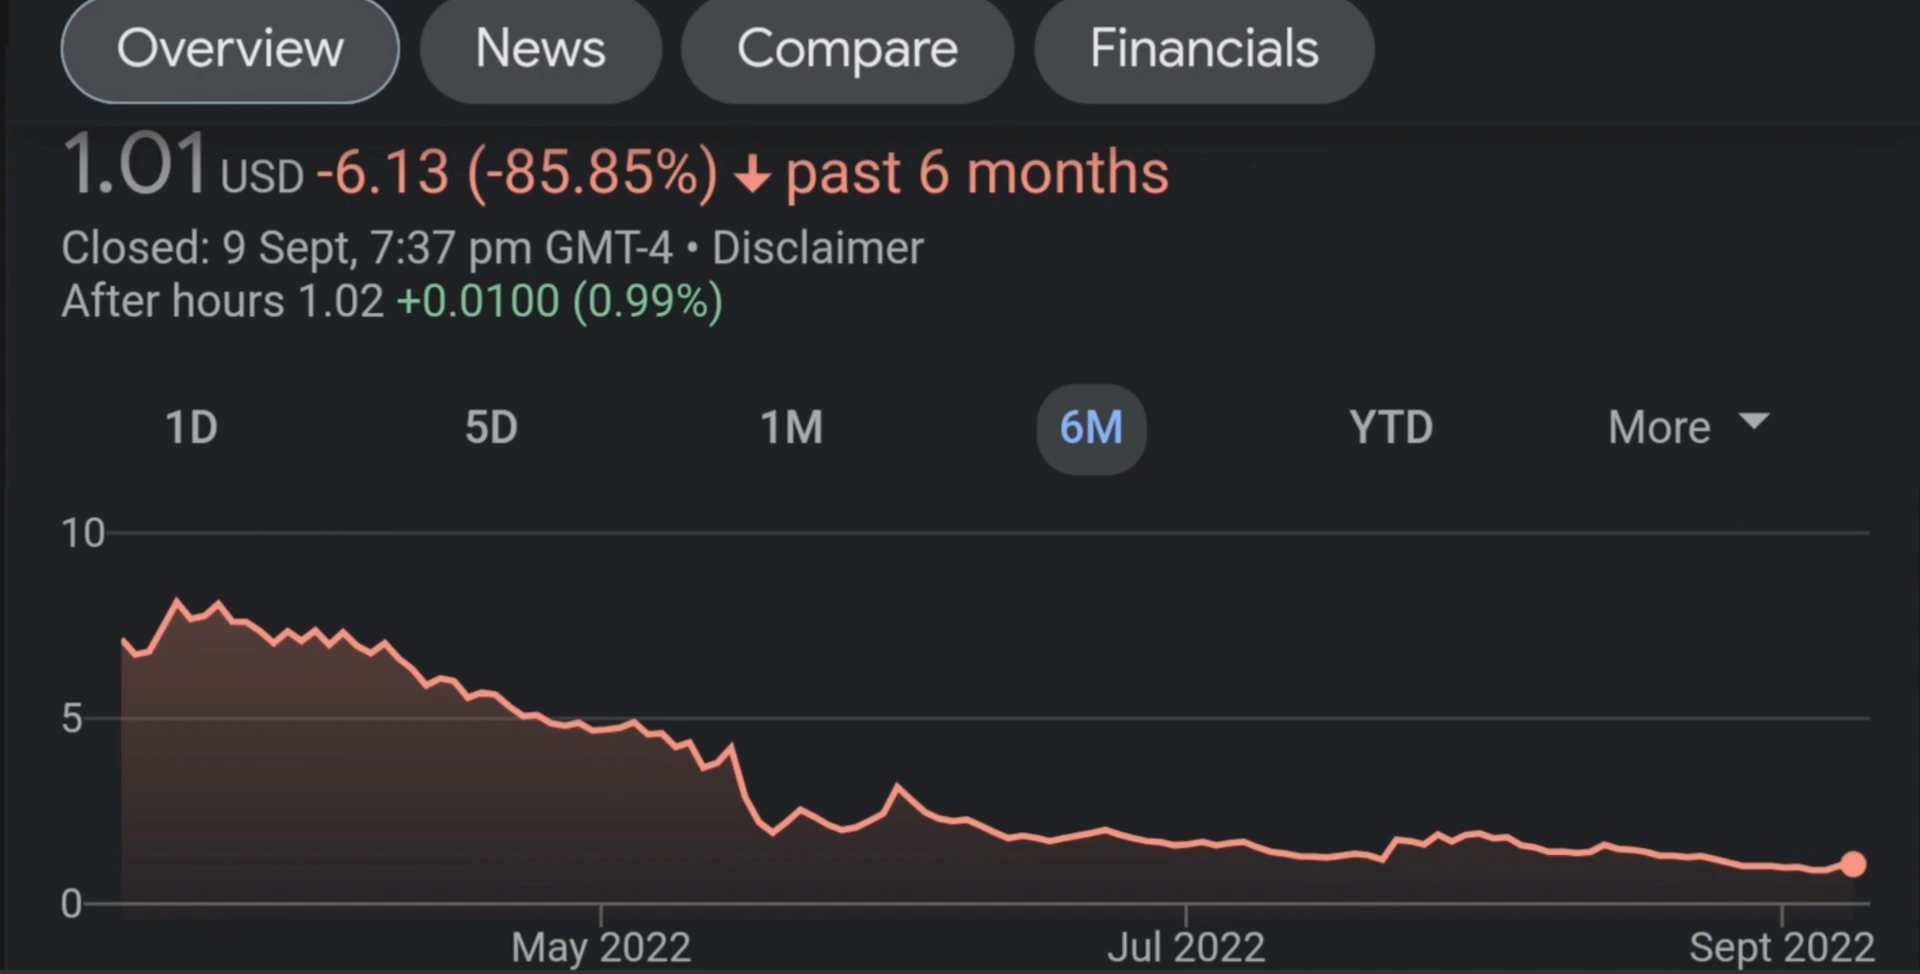 Overview News Compare Financials
1.01 USD -6.13 (-85.85%) ↓ past 6 months
Closed: 9 Sept, 7:37 pm GMT-4 • Disclaimer
After hours 1.02 +0.0100 (0.99%)
1D 5D 1M 6M YTD More
10
5
0
May 2022 Jul 2022 Sept 2022